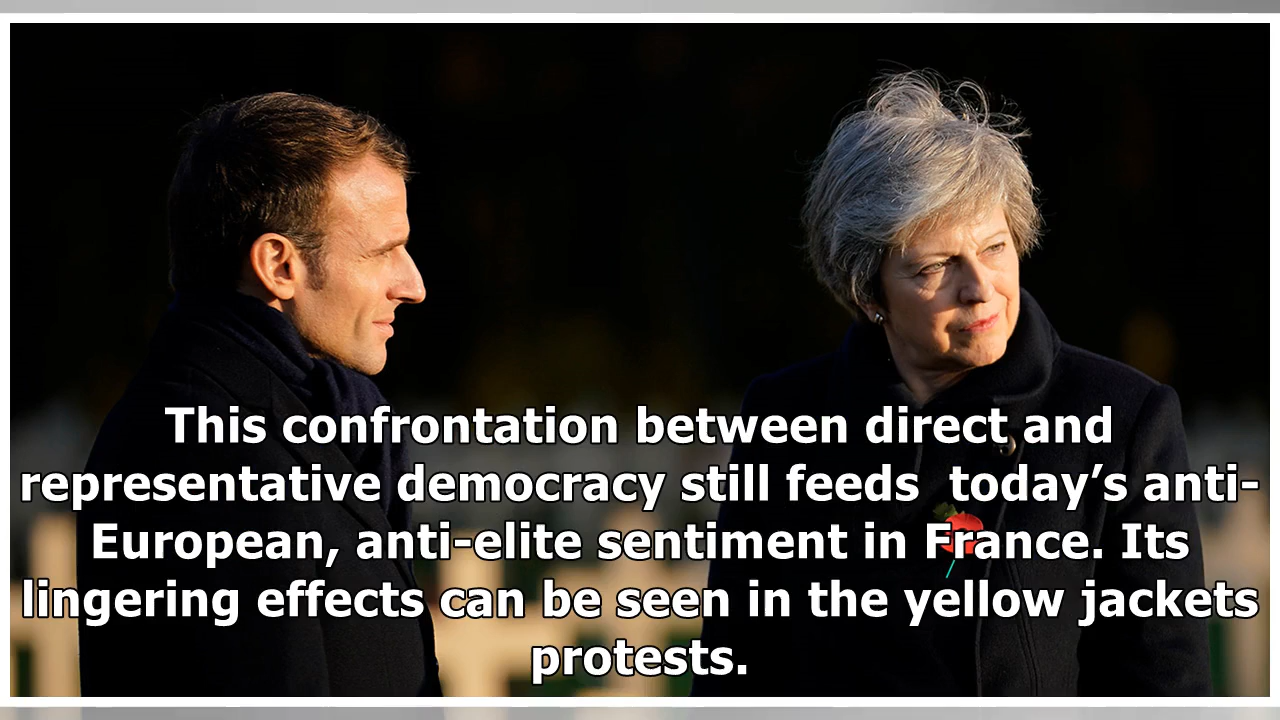 This confrontation between direct and
representative democracy still feeds  today’s anti-
European, anti-elite sentiment in France. Its
lingering effects can be seen in the yellow jackets
protests.